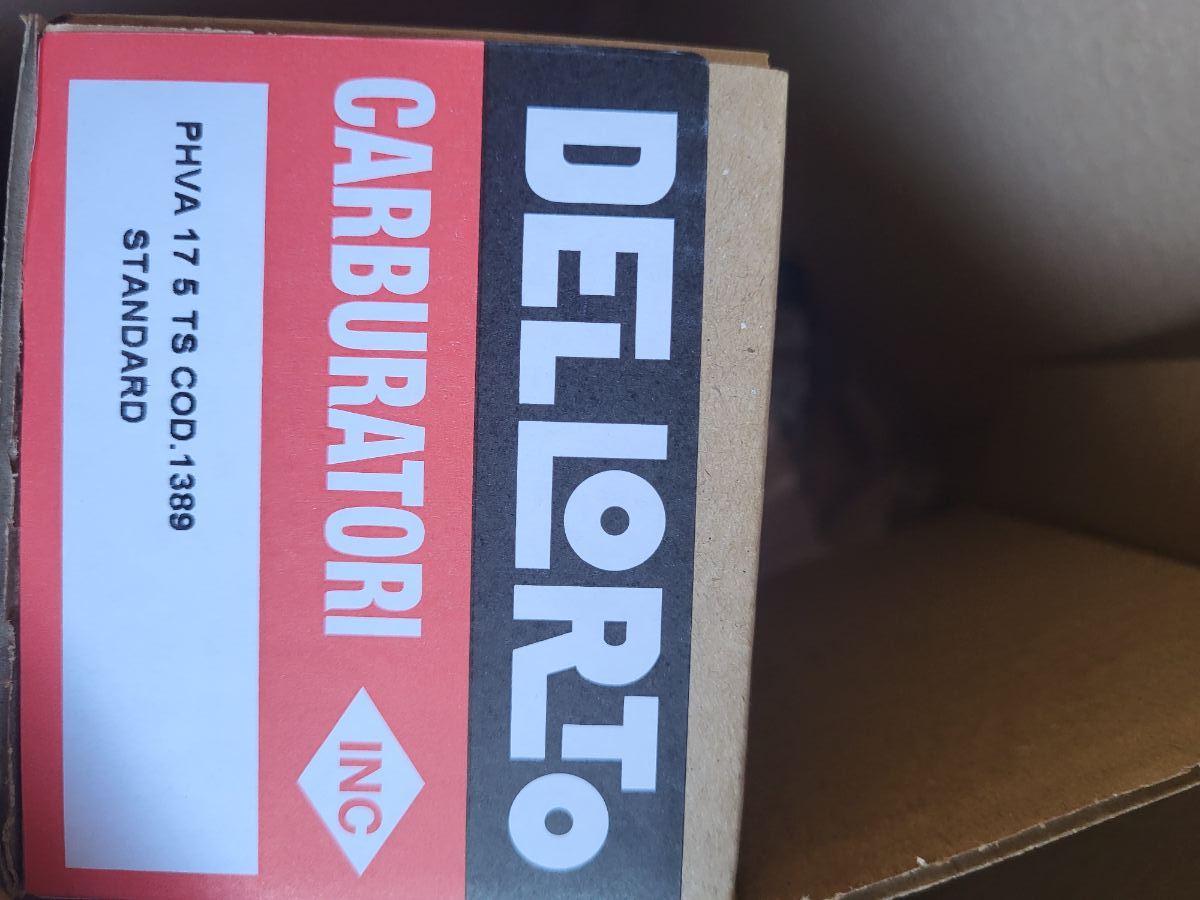 DELLORTO
CARBURATORI INC
PHVA 17 5 TS COD.1389
STANDARD